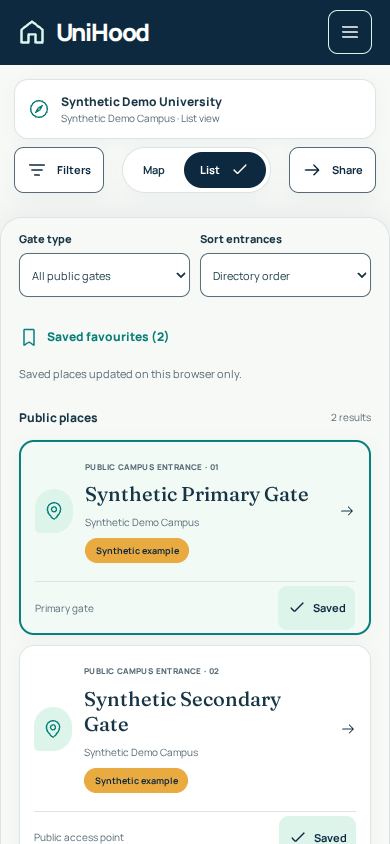 UniHood
Synthetic Demo University
Synthetic Demo Campus · List view
Filters
Map
List
Share
Gate type
Sort entrances
All public gates
Directory order
Saved favourites (2)
Saved places updated on this browser only.
Public places
2 results
PUBLIC CAMPUS ENTRANCE · 01
Synthetic Primary Gate
Synthetic Demo Campus
Synthetic example
Primary gate
Saved
PUBLIC CAMPUS ENTRANCE · 02
Synthetic Secondary
Gate
Synthetic Demo Campus
Synthetic example
Public access point
Saved